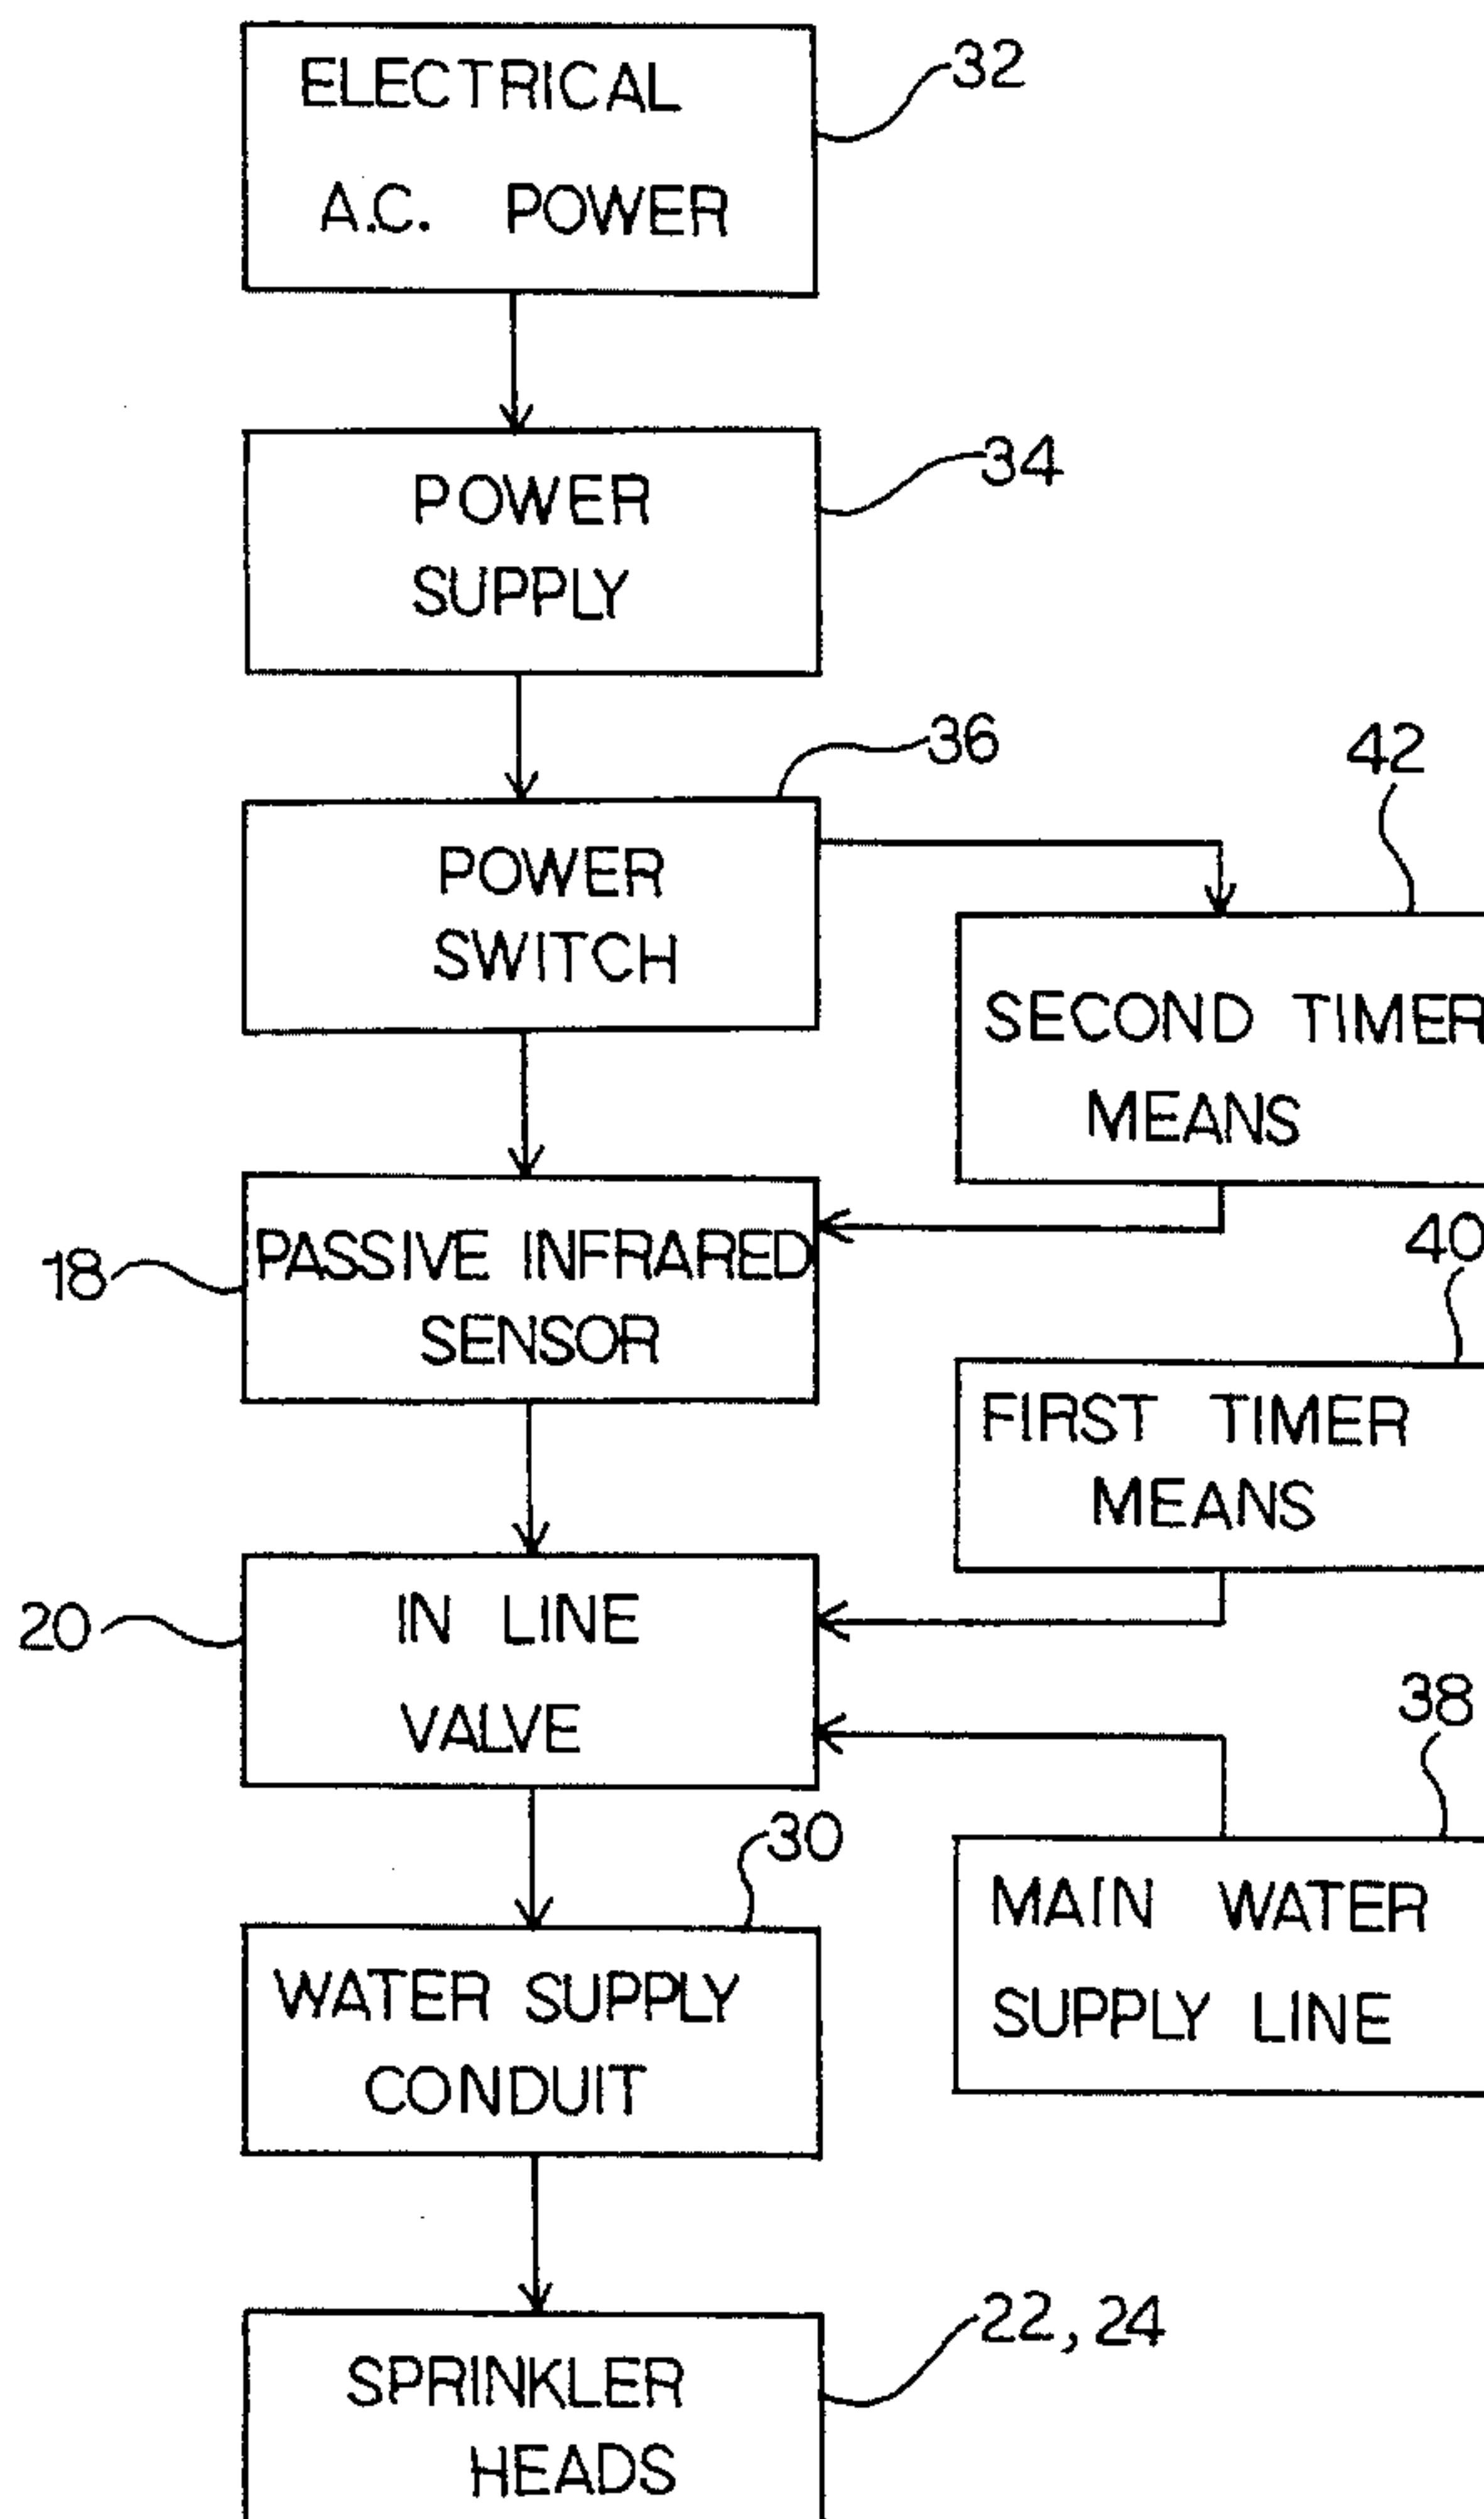 ELECTRICAL
A.C. POWER
32
POWER
SUPPLY
34
36
POWER
SWITCH
42
SECOND TIMER
MEANS
18
PASSIVE INFRARED
SENSOR
40
FIRST TIMER
MEANS
20
IN LINE
VALVE
38
MAIN WATER
SUPPLY LINE
30
WATER SUPPLY
CONDUIT
22, 24
SPRINKLER
HEADS